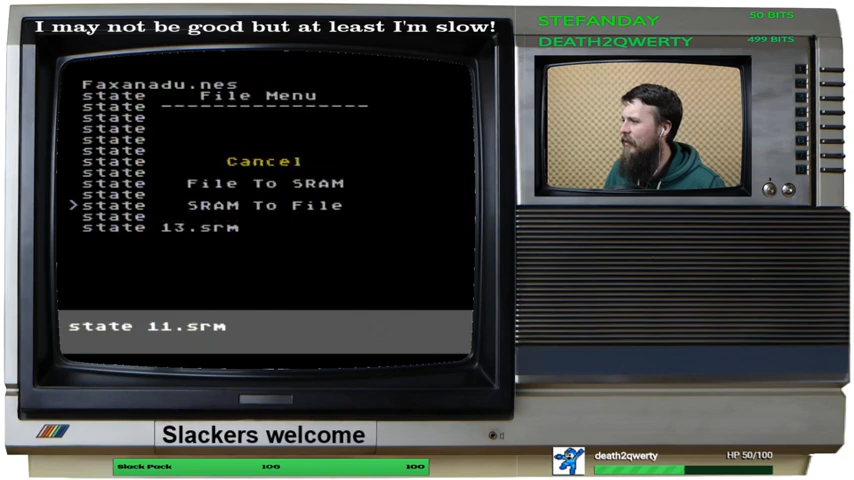 I may not be good but at least I'm slow!
STEFANDAY 50 BITS
DEATH2QWERTY 499 BITS
Faxanadu.nes
state File Menu
state ----------------
state
state
state
state
state Cancel
state
state File To SRAM
state
>state SRAM To File
state
state 13.srm
state 11.srm
Slackers welcome
Slack Pack 106 100
death2qwerty HP 50/100